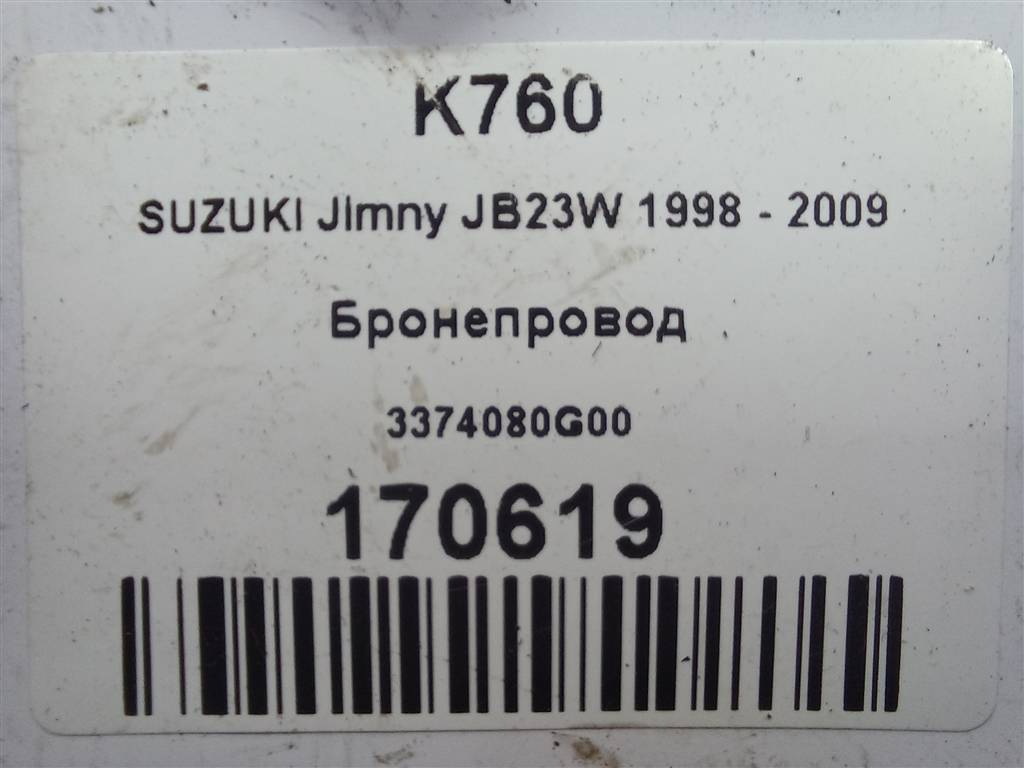 K760
SUZUKI Jimny JB23W 1998 - 2009
Бронепровод
3374080G00
170619